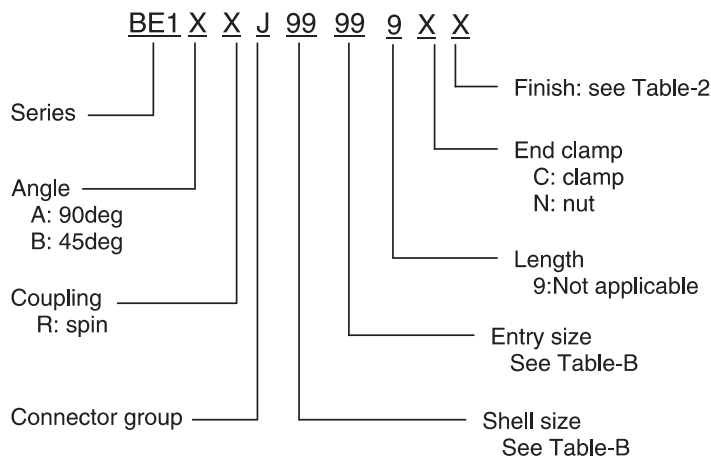 BE1 X X J 99 99 9 X X
Series
Angle
A: 90deg
B: 45deg
Coupling
R: spin
Connector group
Finish: see Table-2
End clamp
C: clamp
N: nut
Length
9:Not applicable
Entry size
See Table-B
Shell size
See Table-B